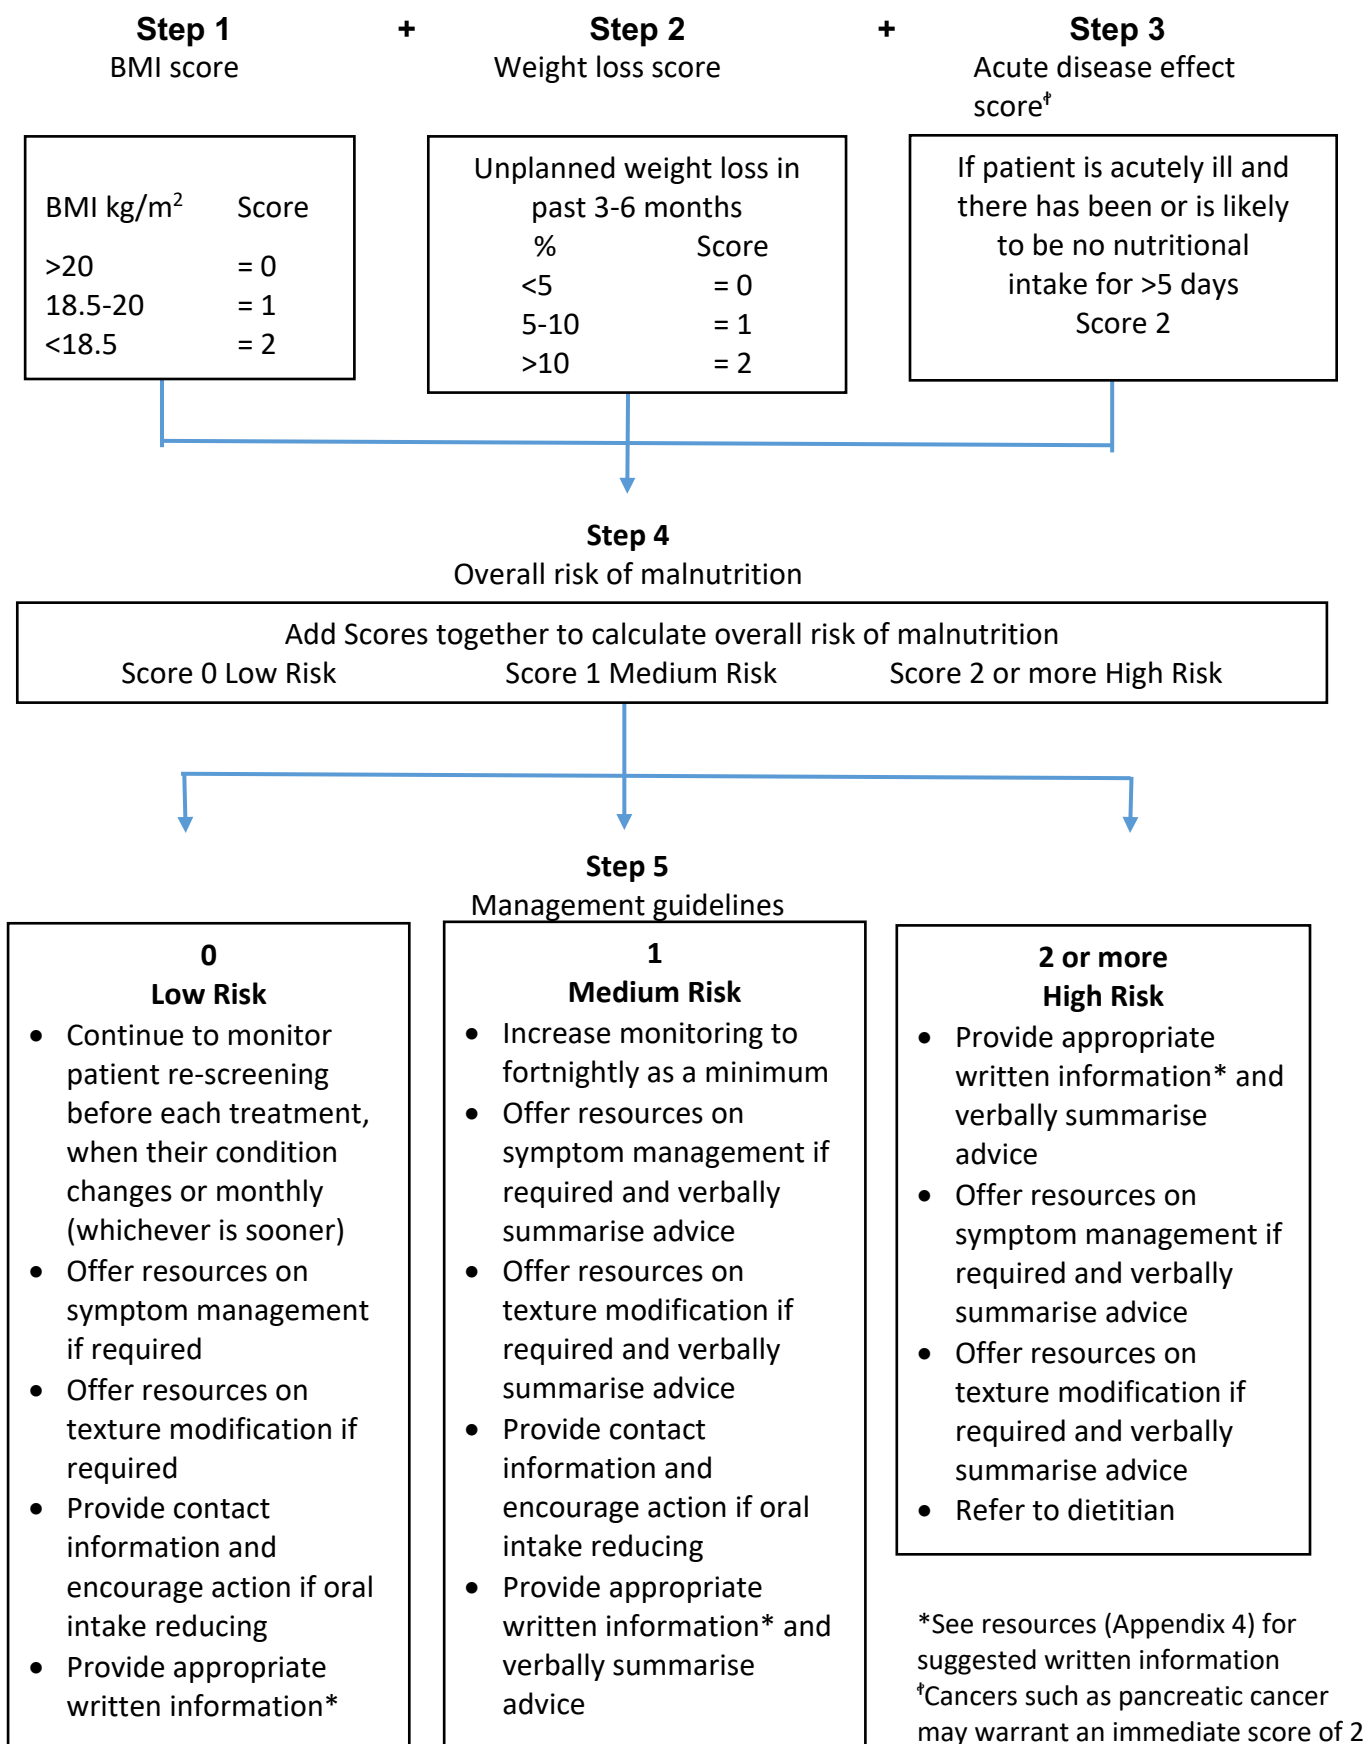 Step 1 + Step 2 + Step 3
BMI score
Weight loss score
Acute disease effect
score‡
BMI kg/m² Score
>20 = 0
18.5-20 = 1
<18.5 = 2
Unplanned weight loss in
past 3-6 months
% Score
<5 = 0
5-10 = 1
>10 = 2
If patient is acutely ill and
there has been or is likely
to be no nutritional
intake for >5 days
Score 2
Step 4
Overall risk of malnutrition
Add Scores together to calculate overall risk of malnutrition
Score 0 Low Risk Score 1 Medium Risk Score 2 or more High Risk
Step 5
Management guidelines
0
Low Risk
• Continue to monitor
patient re-screening
before each treatment,
when their condition
changes or monthly
(whichever is sooner)
• Offer resources on
symptom management
if required
• Offer resources on
texture modification if
required
• Provide contact
information and
encourage action if oral
intake reducing
• Provide appropriate
written information*
1
Medium Risk
• Increase monitoring to
fortnightly as a minimum
• Offer resources on
symptom management if
required and verbally
summarise advice
• Offer resources on
texture modification if
required and verbally
summarise advice
• Provide contact
information and
encourage action if oral
intake reducing
• Provide appropriate
written information* and
verbally summarise
advice
2 or more
High Risk
• Provide appropriate
written information* and
verbally summarise
advice
• Offer resources on
symptom management if
required and verbally
summarise advice
• Offer resources on
texture modification if
required and verbally
summarise advice
• Refer to dietitian
*See resources (Appendix 4) for
suggested written information
‡Cancers such as pancreatic cancer
may warrant an immediate score of 2